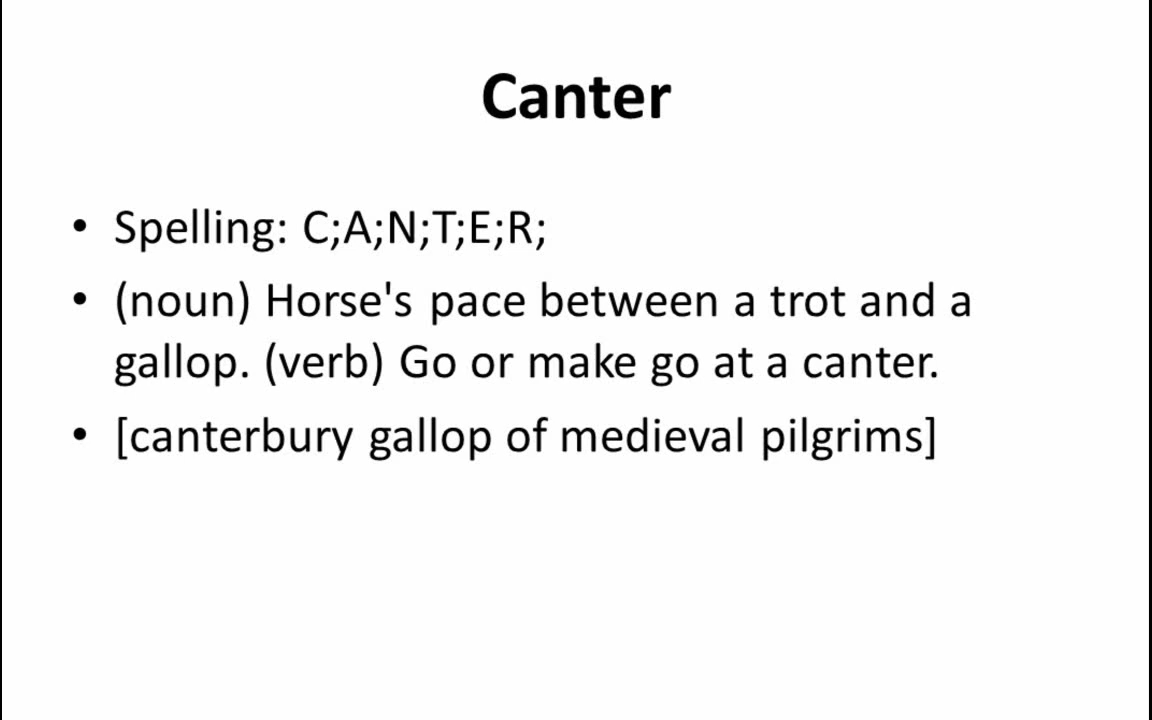 Canter
• Spelling: C;A;N;T;E;R;
• (noun) Horse's pace between a trot and a
gallop. (verb) Go or make go at a canter.
• [canterbury gallop of medieval pilgrims]